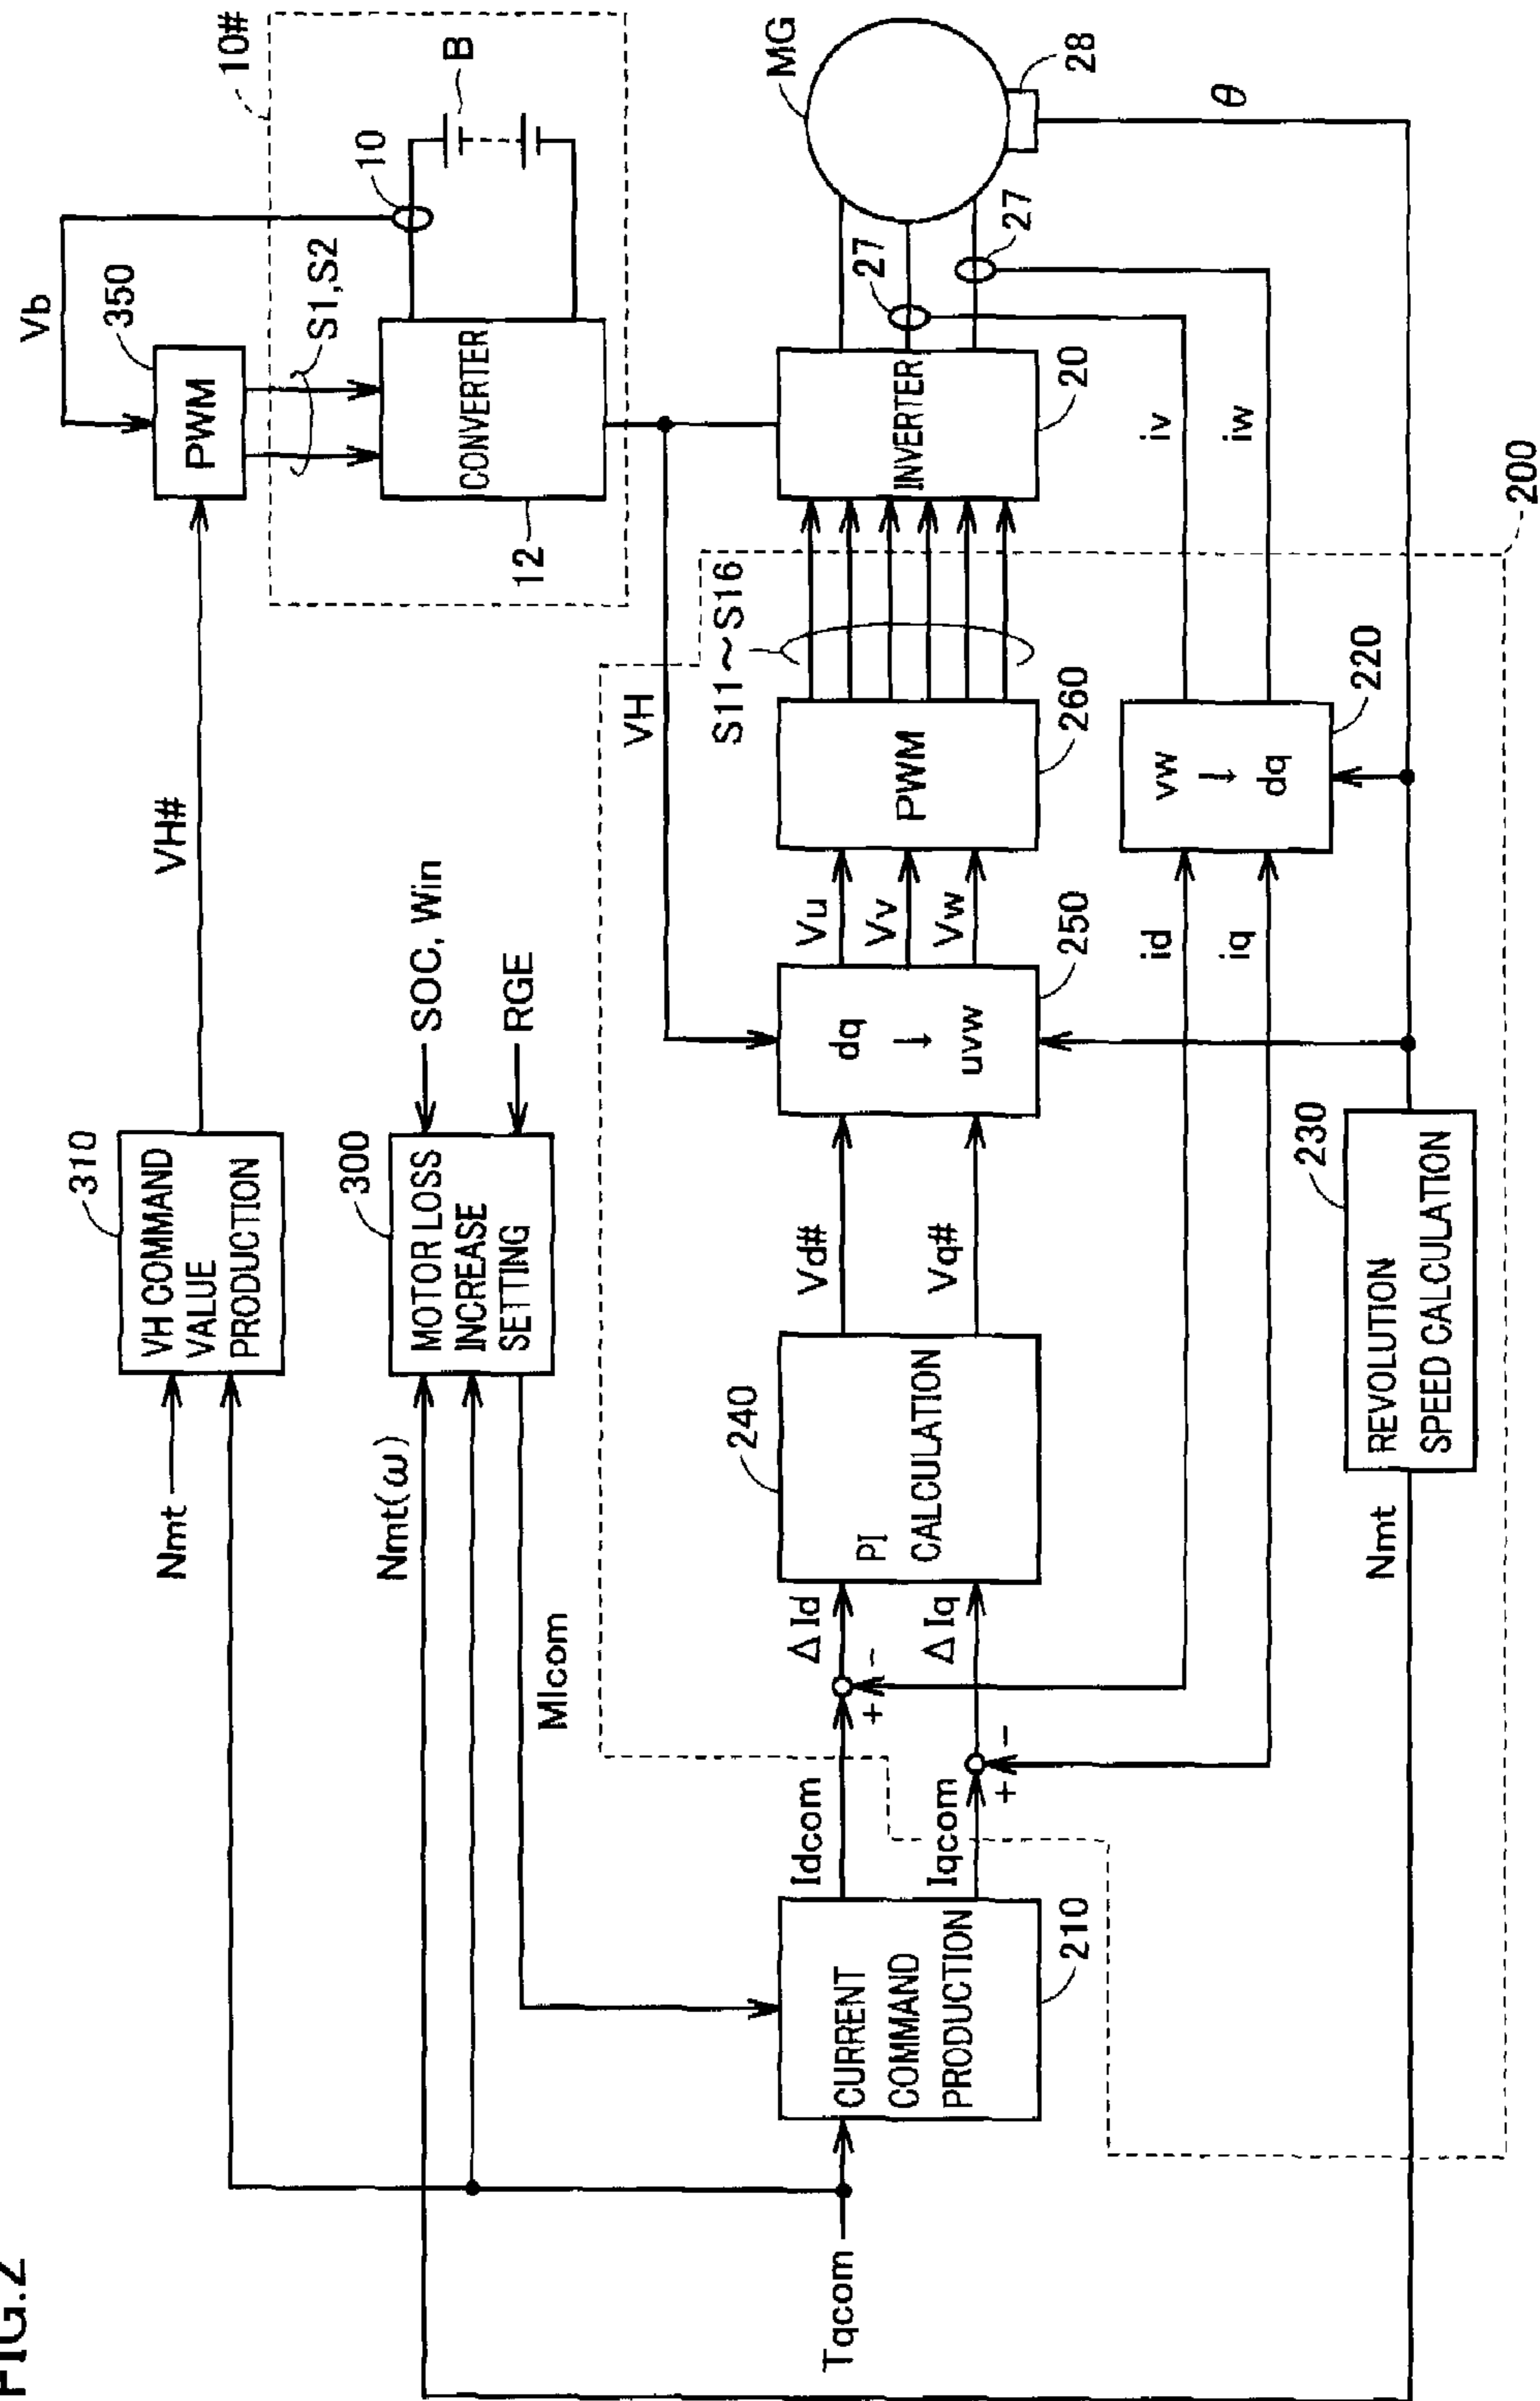 FIG.2
Vb
350
PWM
S1,S2
10#
10
B
CONVERTER
12
VH#
310
VH COMMAND
VALUE
PRODUCTION
Nmt
300
MOTOR LOSS
INCREASE
SETTING
SOC, Win
RGE
Nmt(ω)
Mlcom
VH
Tqcom
CURRENT
COMMAND
PRODUCTION
210
Idcom
Iqcom
+
-
+
-
ΔId
ΔIq
240
PI
CALCULATION
Vd#
Vq#
dq
↓
uvw
250
Vu
Vv
Vw
PWM
260
S11~S16
INVERTER
20
27
27
MG
28
θ
iv
iw
vw
↓
dq
220
id
iq
230
REVOLUTION
SPEED CALCULATION
Nmt
200